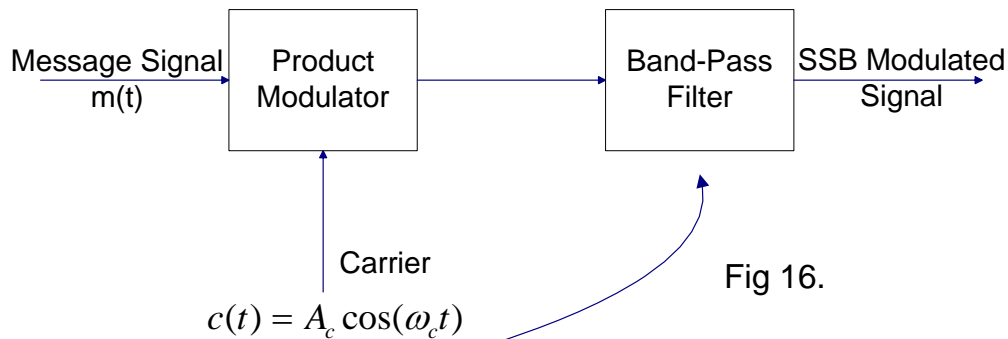 Message Signal
m(t)
Product
Modulator
Band-Pass
Filter
SSB Modulated
Signal
Carrier
c(t) = A_c cos(ω_c t)
Fig 16.